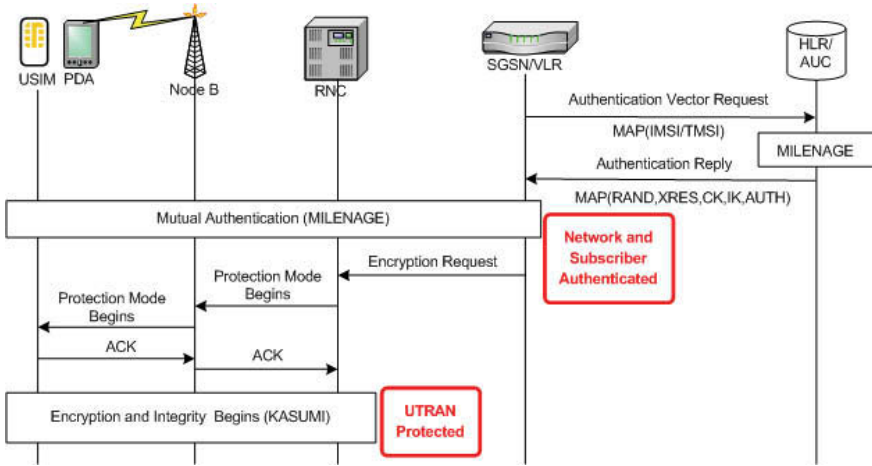 USIM
PDA
Node B
RNC
SGSN/VLR
HLR/
AUC
Authentication Vector Request
MAP(IMSI/TMSI)
MILENAGE
Authentication Reply
MAP(RAND,XRES,CK,IK,AUTH)
Mutual Authentication (MILENAGE)
Network and
Subscriber
Authenticated
Encryption Request
Protection Mode
Begins
Protection Mode
Begins
ACK
ACK
Encryption and Integrity Begins (KASUMI)
UTRAN
Protected